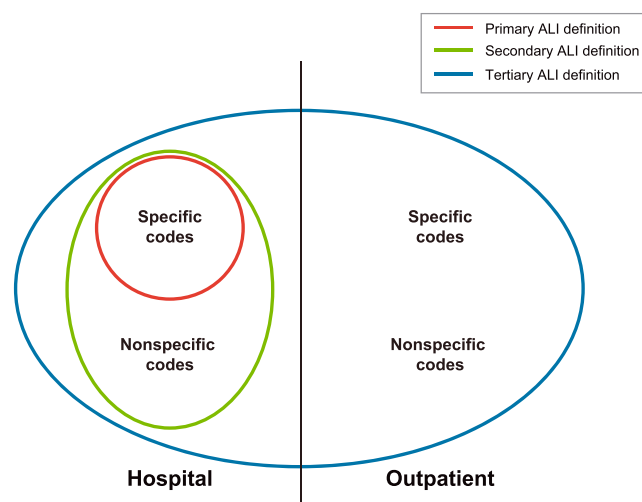 Primary ALI definition
Secondary ALI definition
Tertiary ALI definition
Specific
codes
Specific
codes
Nonspecific
codes
Nonspecific
codes
Hospital
Outpatient